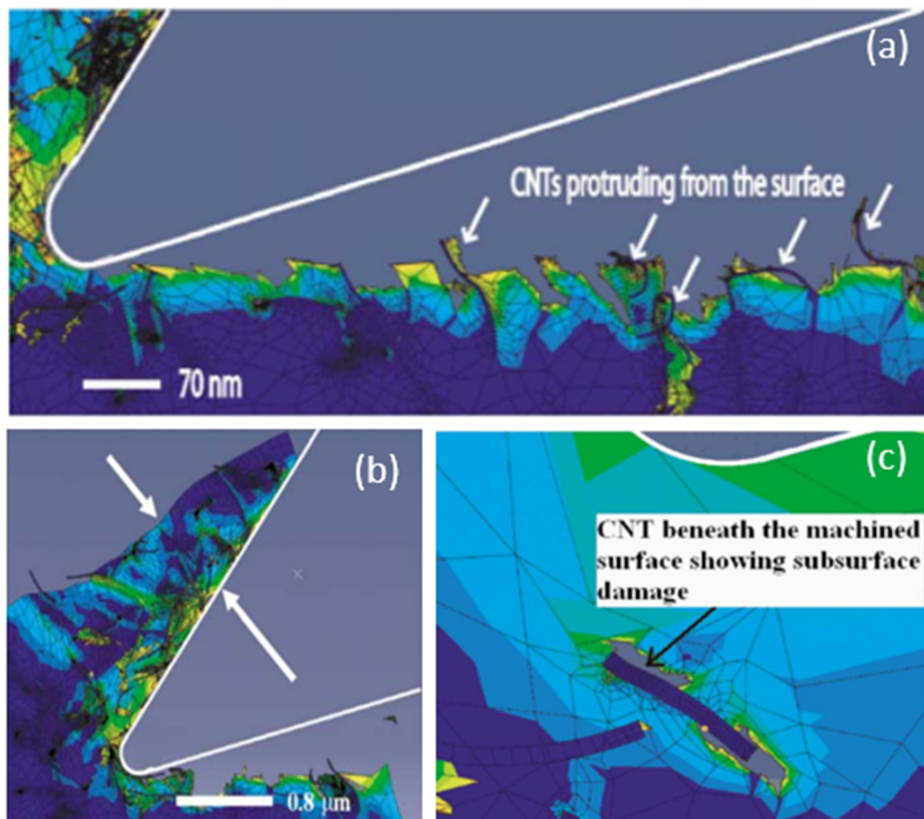 (a)
CNTs protruding from the surface
70 nm
(b)
0.8 µm
(c)
CNT beneath the machined
surface showing subsurface
damage